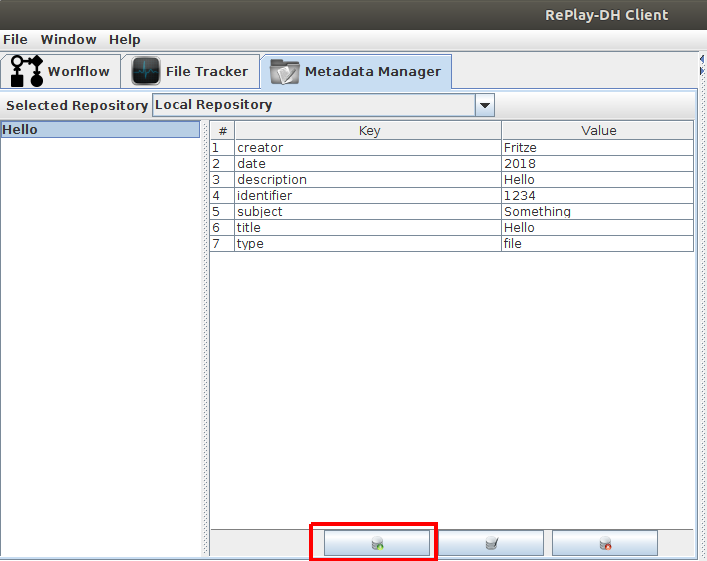 RePlay-DH Client
File Window Help
Worlflow File Tracker Metadata Manager
Selected Repository Local Repository
Hello
# Key Value
1 creator Fritze
2 date 2018
3 description Hello
4 identifier 1234
5 subject Something
6 title Hello
7 type file